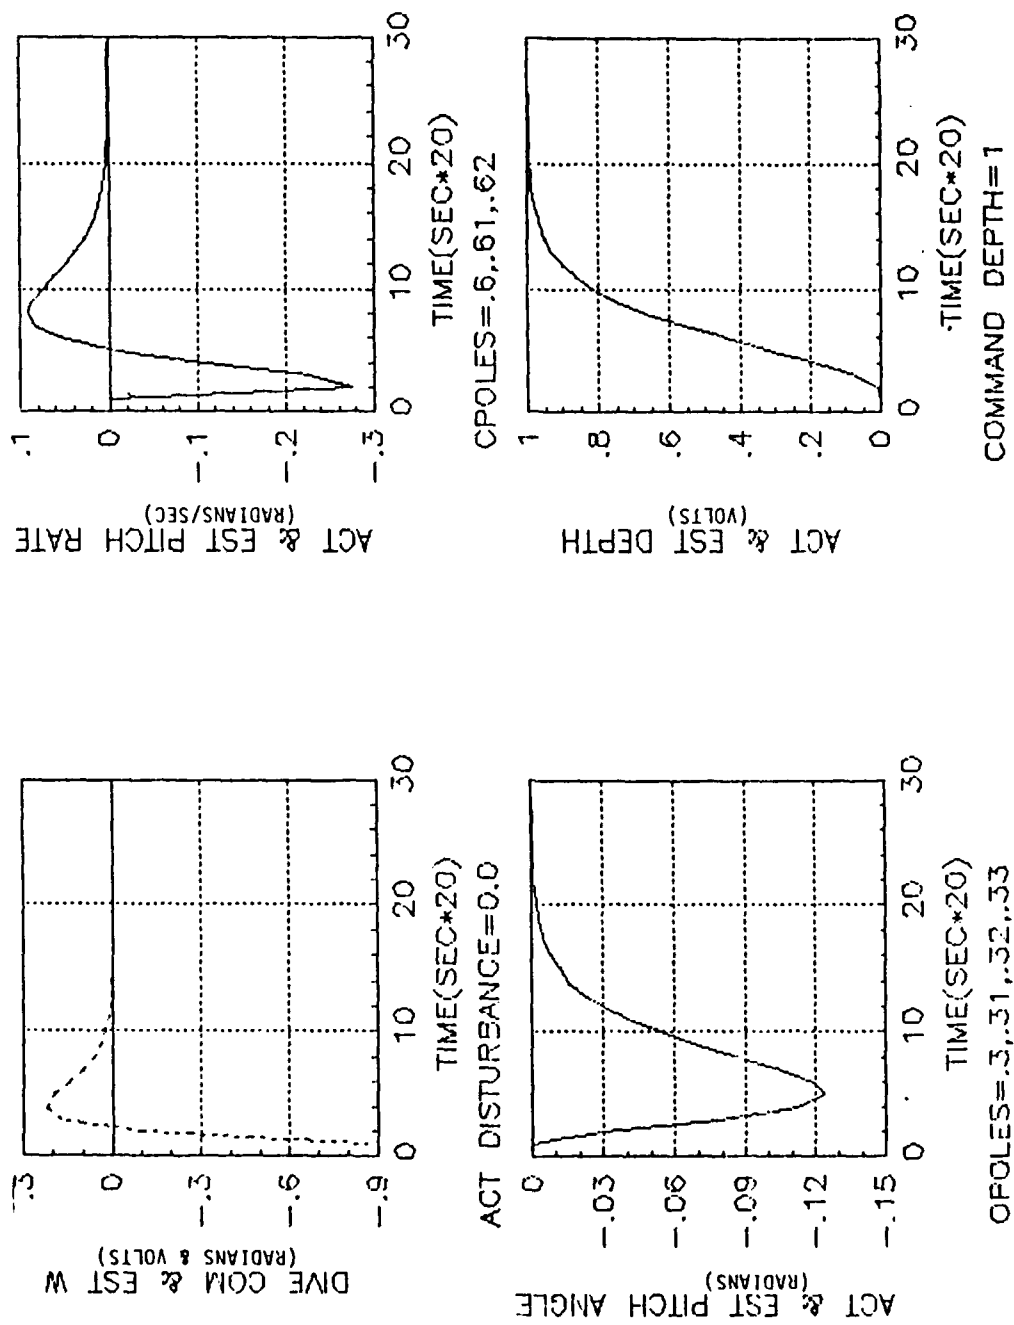 DIVE COM & EST W
(RADIANS & VOLTS)
.3
.0
-.3
-.6
-.9
0 10 20 30
TIME(SEC*20)
ACT DISTURBANCE=0.0
ACT & EST PITCH RATE
(RADIANS/SEC)
.1
.0
-.1
-.2
-.3
0 10 20 30
TIME(SEC*20)
CPOLES=.6,.61,.62
ACT & EST PITCH ANGLE
(RADIANS)
0
-.03
-.06
-.09
-.12
-.15
0 10 20 30
TIME(SEC*20)
OPOLES=.3,.31,.32,.33
ACT & EST DEPTH
(VOLTS)
1
.8
.6
.4
.2
0
0 10 20 30
TIME(SEC*20)
COMMAND DEPTH=1